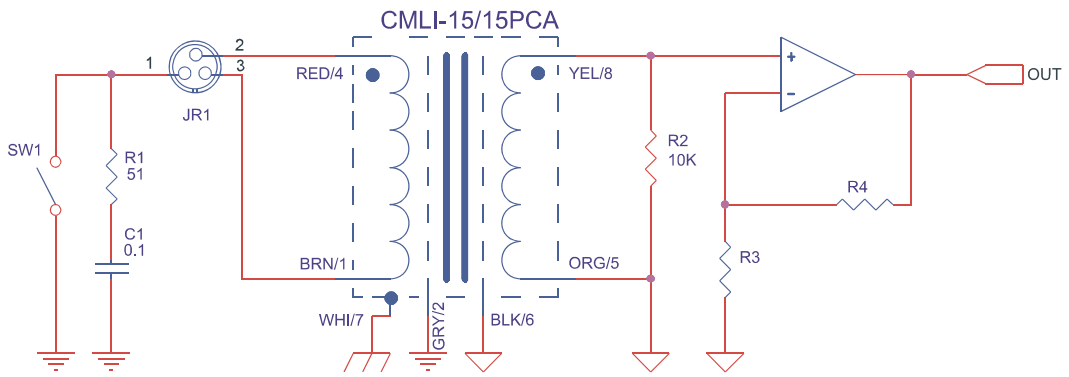 CMLI-15/15PCA
1
2
3
RED/4
YEL/8
+
−
OUT
JR1
SW1
R1
51
R2
10K
R4
C1
0.1
BRN/1
ORG/5
R3
WHI/7
GRY/2
BLK/6